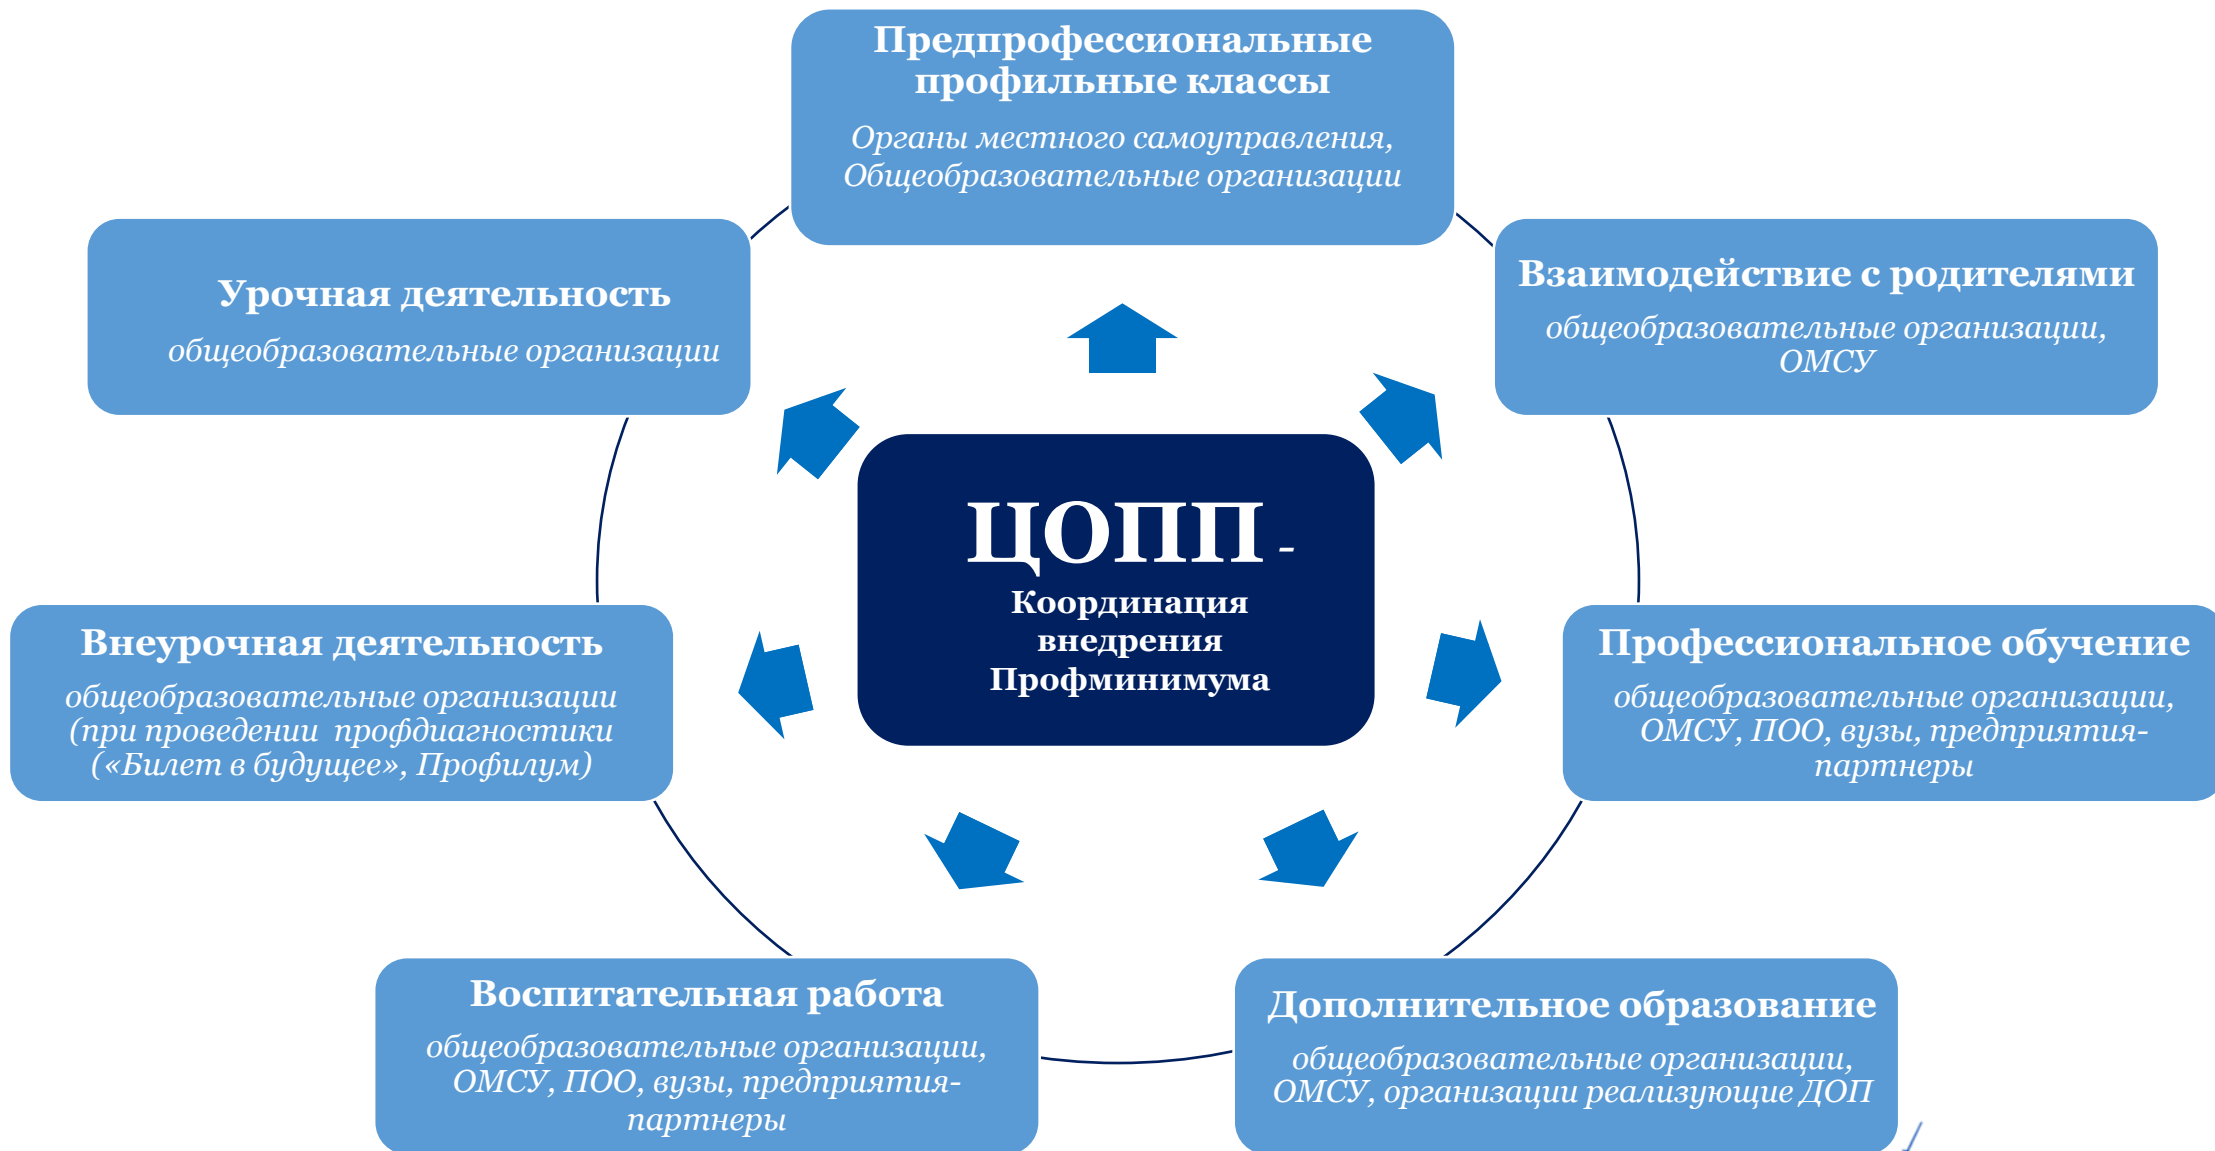 Предпрофессиональные
профильные классы
Органы местного самоуправления,
Общеобразовательные организации
Урочная деятельность
общеобразовательные организации
Взаимодействие с родителями
общеобразовательные организации,
ОМСУ
ЦОПП -
Координация
внедрения
Профминимума
Внеурочная деятельность
общеобразовательные организации
(при проведении профдиагностики
(«Билет в будущее», Профилум)
Профессиональное обучение
общеобразовательные организации,
ОМСУ, ПОО, вузы, предприятия-
партнеры
Воспитательная работа
общеобразовательные организации,
ОМСУ, ПОО, вузы, предприятия-
партнеры
Дополнительное образование
общеобразовательные организации,
ОМСУ, организации реализующие ДОП